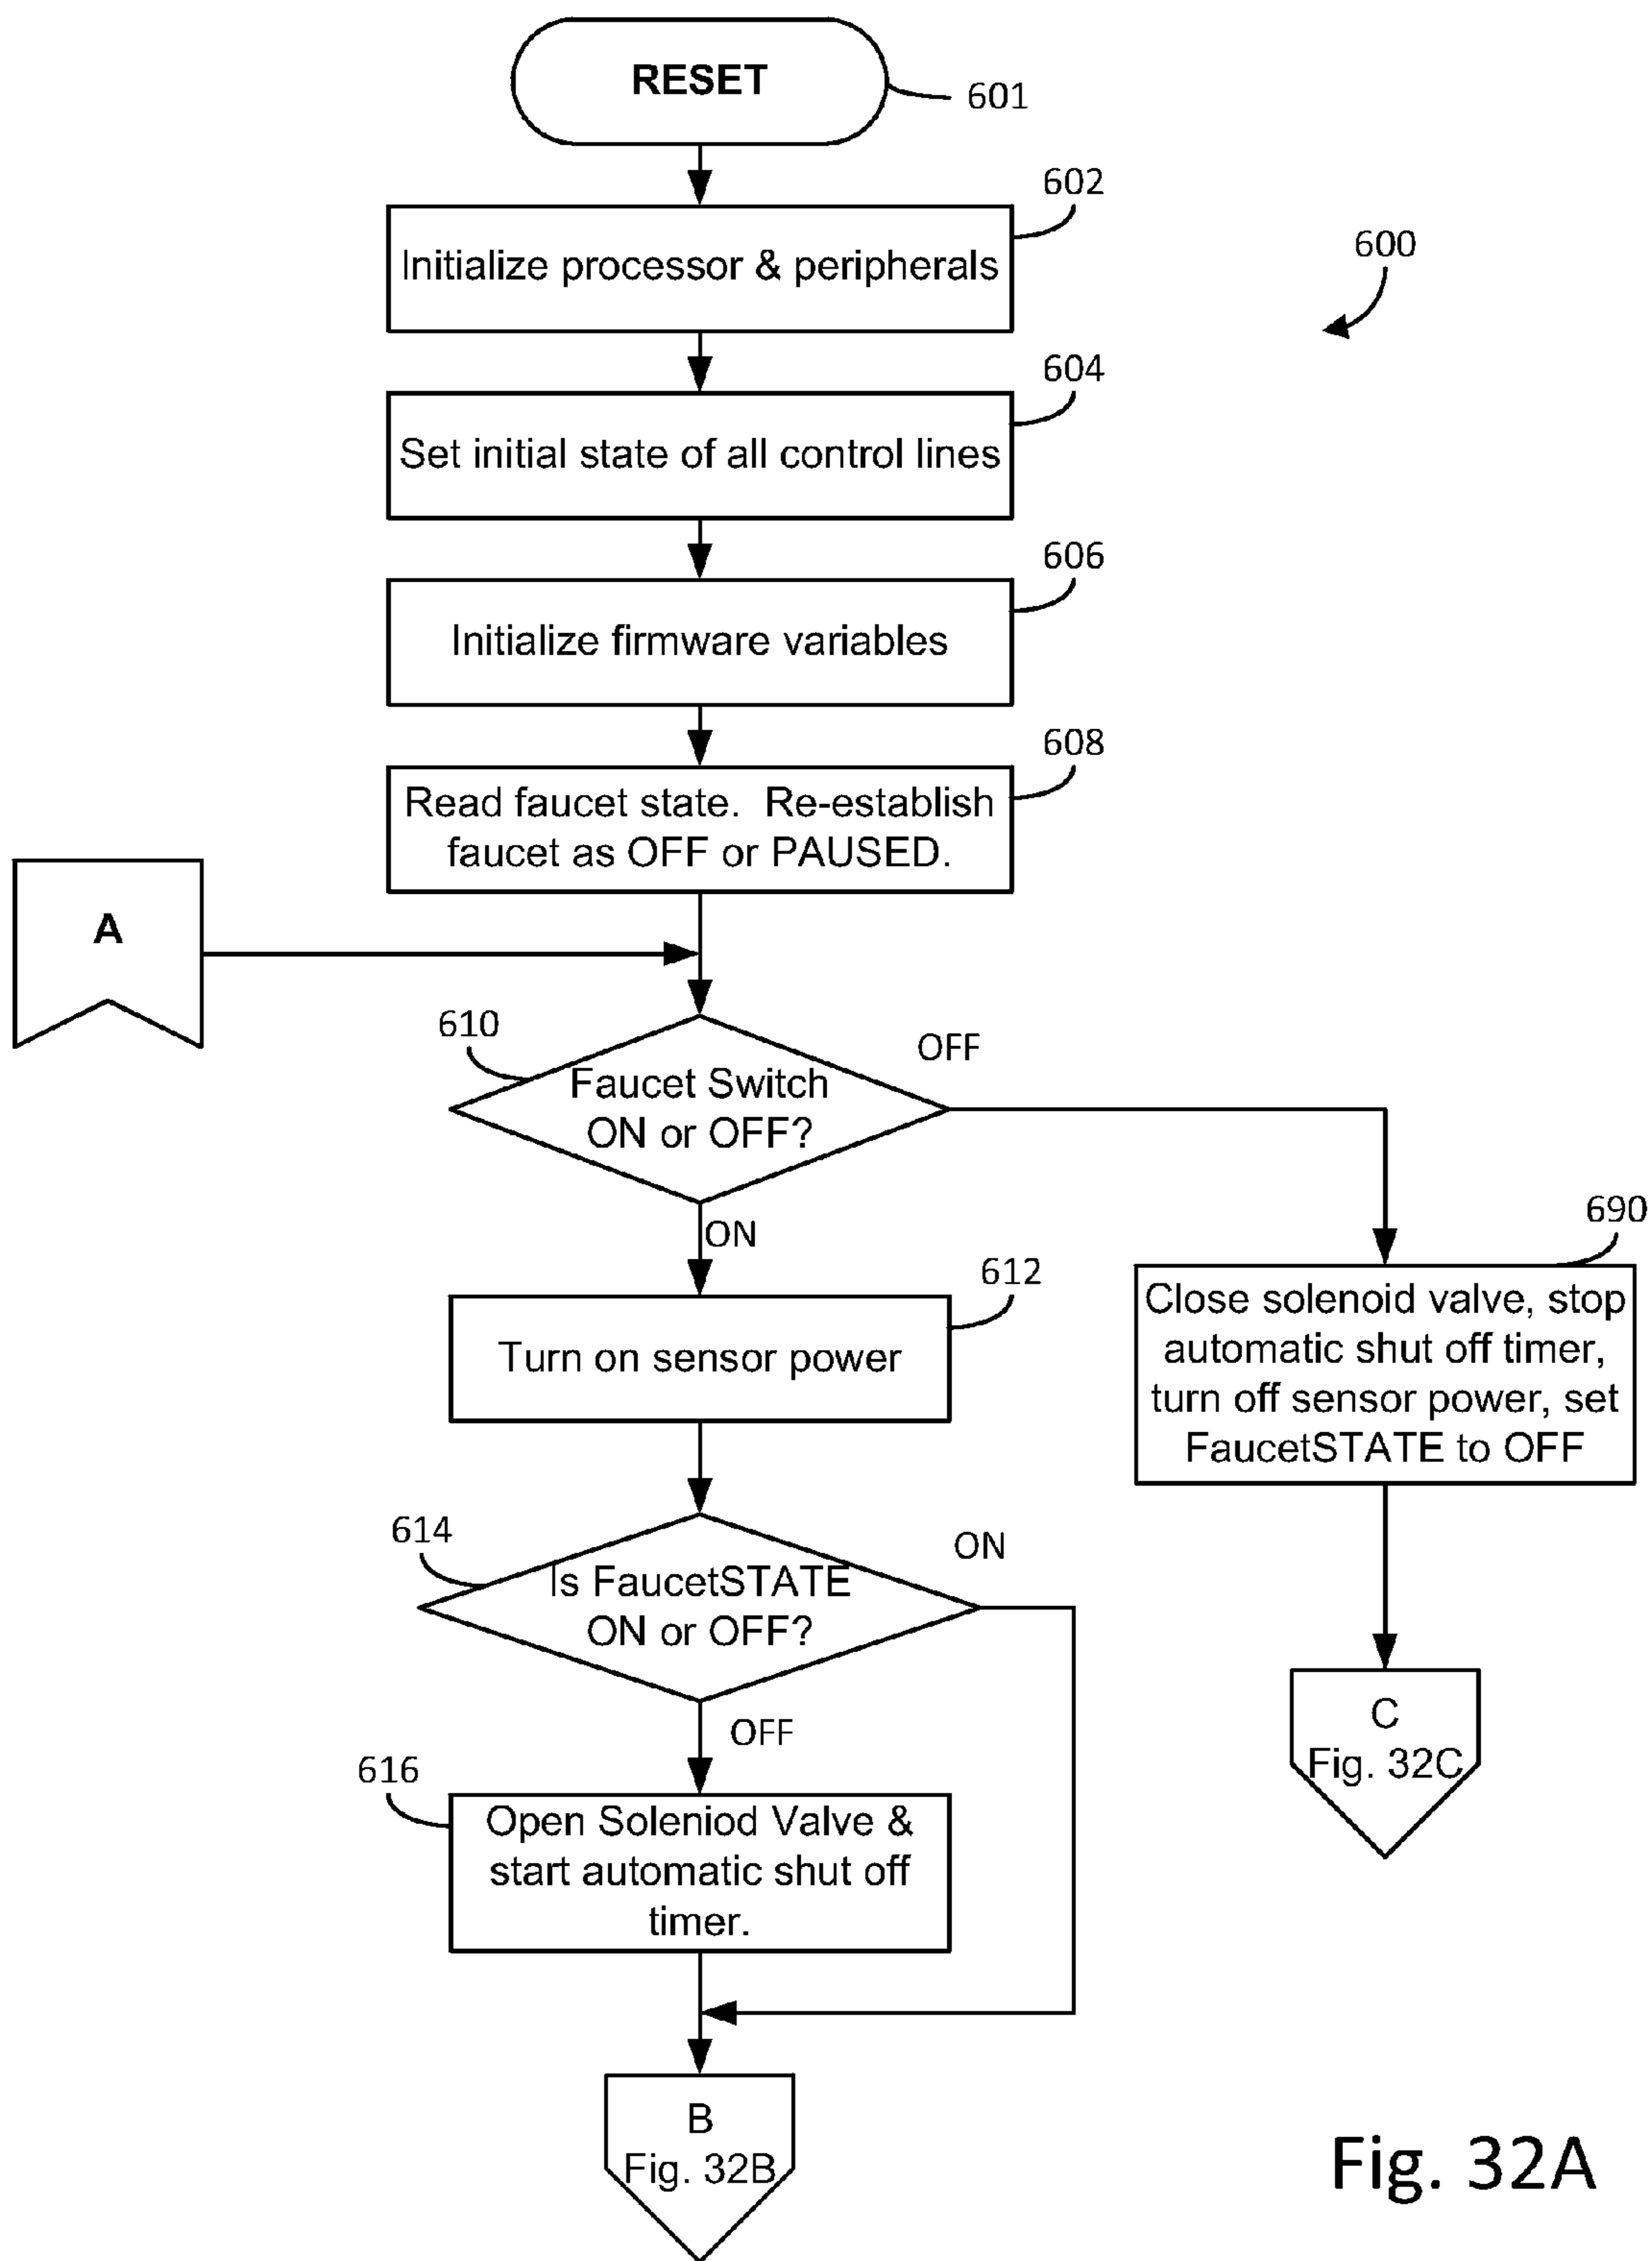 RESET
601
602
Initialize processor & peripherals
600
604
Set initial state of all control lines
606
Initialize firmware variables
608
Read faucet state. Re-establish
faucet as OFF or PAUSED.
A
610
OFF
Faucet Switch
ON or OFF?
ON
690
612
Turn on sensor power
Close solenoid valve, stop
automatic shut off timer,
turn off sensor power, set
FaucetSTATE to OFF
614
ON
Is FaucetSTATE
ON or OFF?
OFF
C
Fig. 32C
616
Open Soleniod Valve &
start automatic shut off
timer.
B
Fig. 32B
Fig. 32A